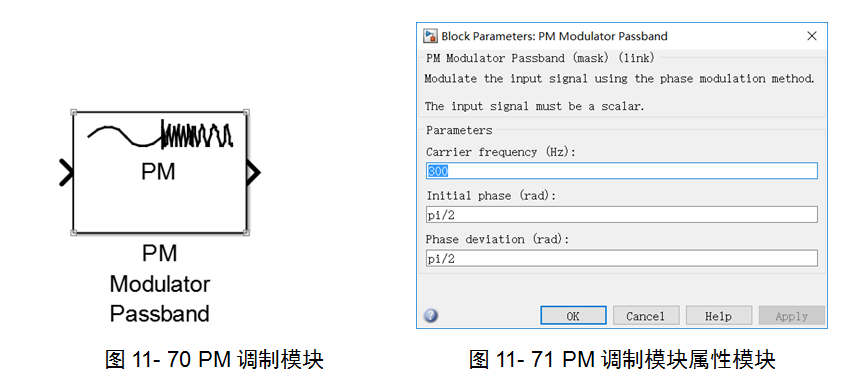 PM
PM
Modulator
Passband
图 11- 70 PM 调制模块
Block Parameters: PM Modulator Passband
PM Modulator Passband (mask) (link)
Modulate the input signal using the phase modulation method.
The input signal must be a scalar.
Parameters
Carrier frequency (Hz):
300
Initial phase (rad):
pi/2
Phase deviation (rad):
pi/2
OK Cancel Help Apply
图 11- 71 PM 调制模块属性模块